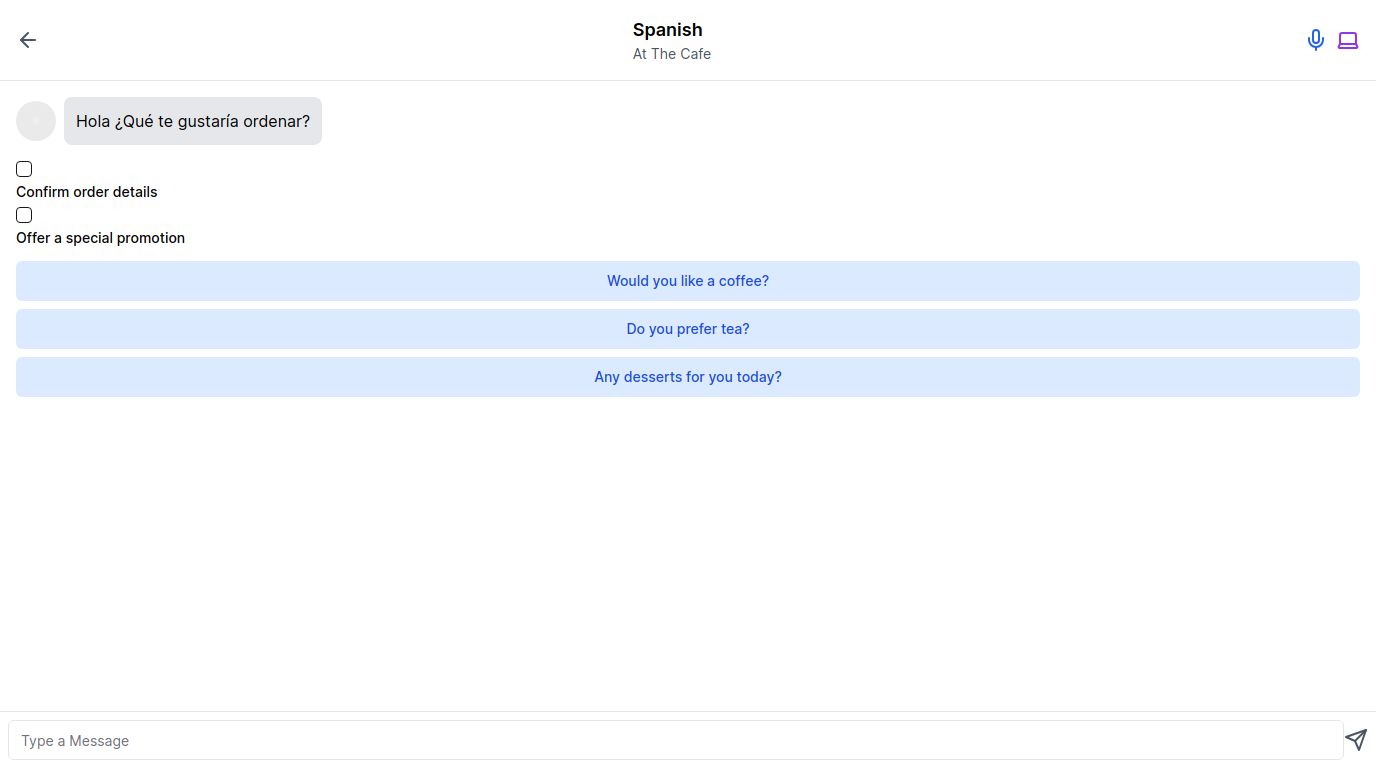 Spanish
At The Cafe
Hola ¿Qué te gustaría ordenar?
Confirm order details
Offer a special promotion
Would you like a coffee?
Do you prefer tea?
Any desserts for you today?
Type a Message